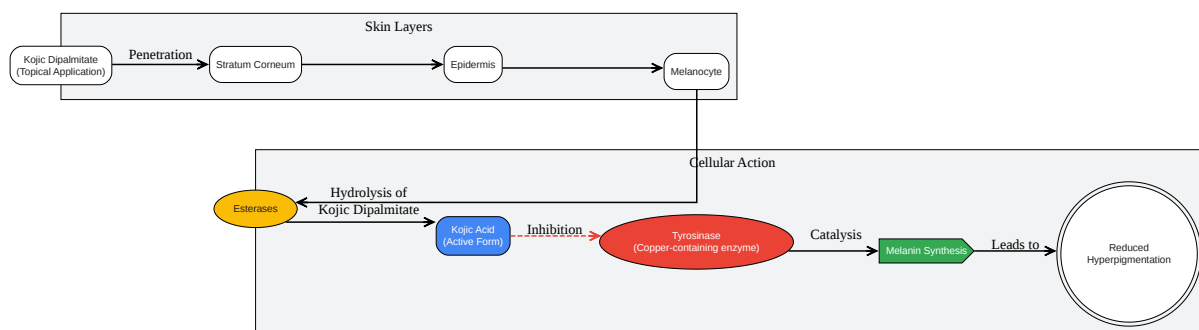 Skin Layers
Kojic Dipalmitate
(Topical Application)
Penetration
Stratum Corneum
Epidermis
Melanocyte
Cellular Action
Esterases
Hydrolysis of
Kojic Dipalmitate
Kojic Acid
(Active Form)
Inhibition
Tyrosinase
(Copper-containing enzyme)
Catalysis
Melanin Synthesis
Leads to
Reduced
Hyperpigmentation